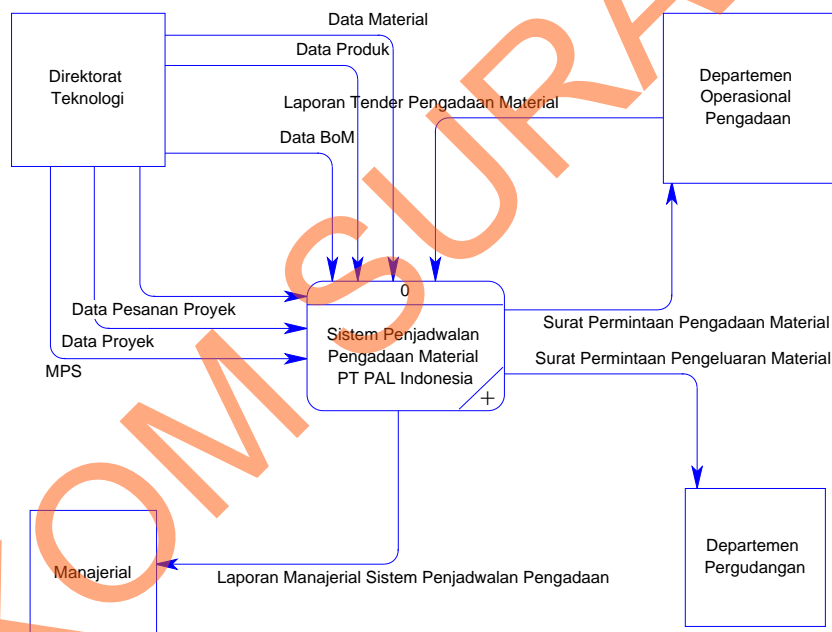 Data Material
Data Produk
Direktorat
Teknologi
Departemen
Operasional
Pengadaan
Laporan Tender Pengadaan Material
Data BoM
0
Data Pesanan Proyek
Surat Permintaan Pengadaan Material
Sistem Penjadwalan
Pengadaan Material
PT PAL Indonesia
Data Proyek
Surat Permintaan Pengeluaran Material
MPS
+
Departemen
Pergudangan
Manajerial
Laporan Manajerial Sistem Penjadwalan Pengadaan
OM SURA